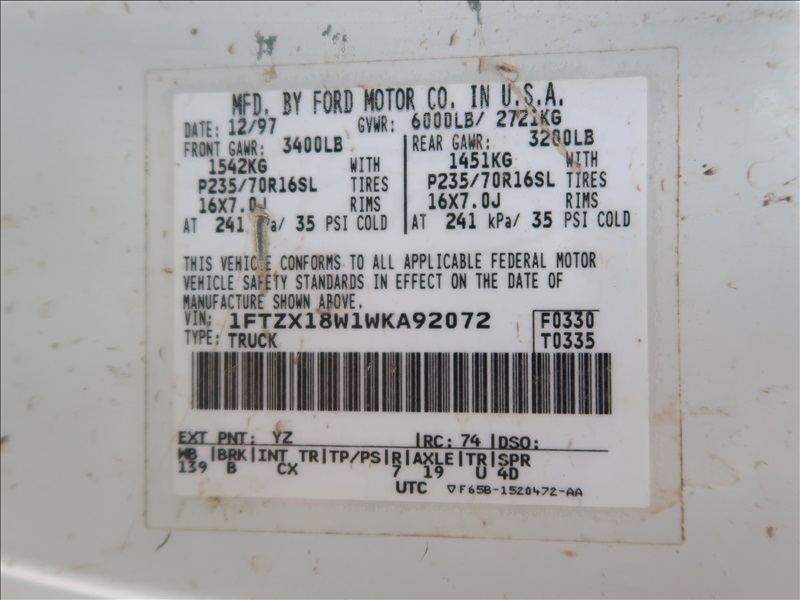 MFD. BY FORD MOTOR CO. IN U.S.A.
DATE: 12/97 GVWR: 6000LB/ 2721KG
FRONT GAWR: 3400LB REAR GAWR: 3200LB
1542KG WITH 1451KG WITH
P235/70R16SL TIRES P235/70R16SL TIRES
16X7.0J RIMS 16X7.0J RIMS
AT 241 kPa/ 35 PSI COLD AT 241 kPa/ 35 PSI COLD
THIS VEHICLE CONFORMS TO ALL APPLICABLE FEDERAL MOTOR
VEHICLE SAFETY STANDARDS IN EFFECT ON THE DATE OF
MANUFACTURE SHOWN ABOVE.
VIN: 1FTZX18W1WKA92072 F0330
TYPE: TRUCK T0335
EXT PNT: YZ |RC: 74 |DSO:
WB |BRK|INT TR|TP/PS|R|AXLE|TR|SPR
139 B CX 7 19 U 4D
UTC ▽F65B-1520472-AA